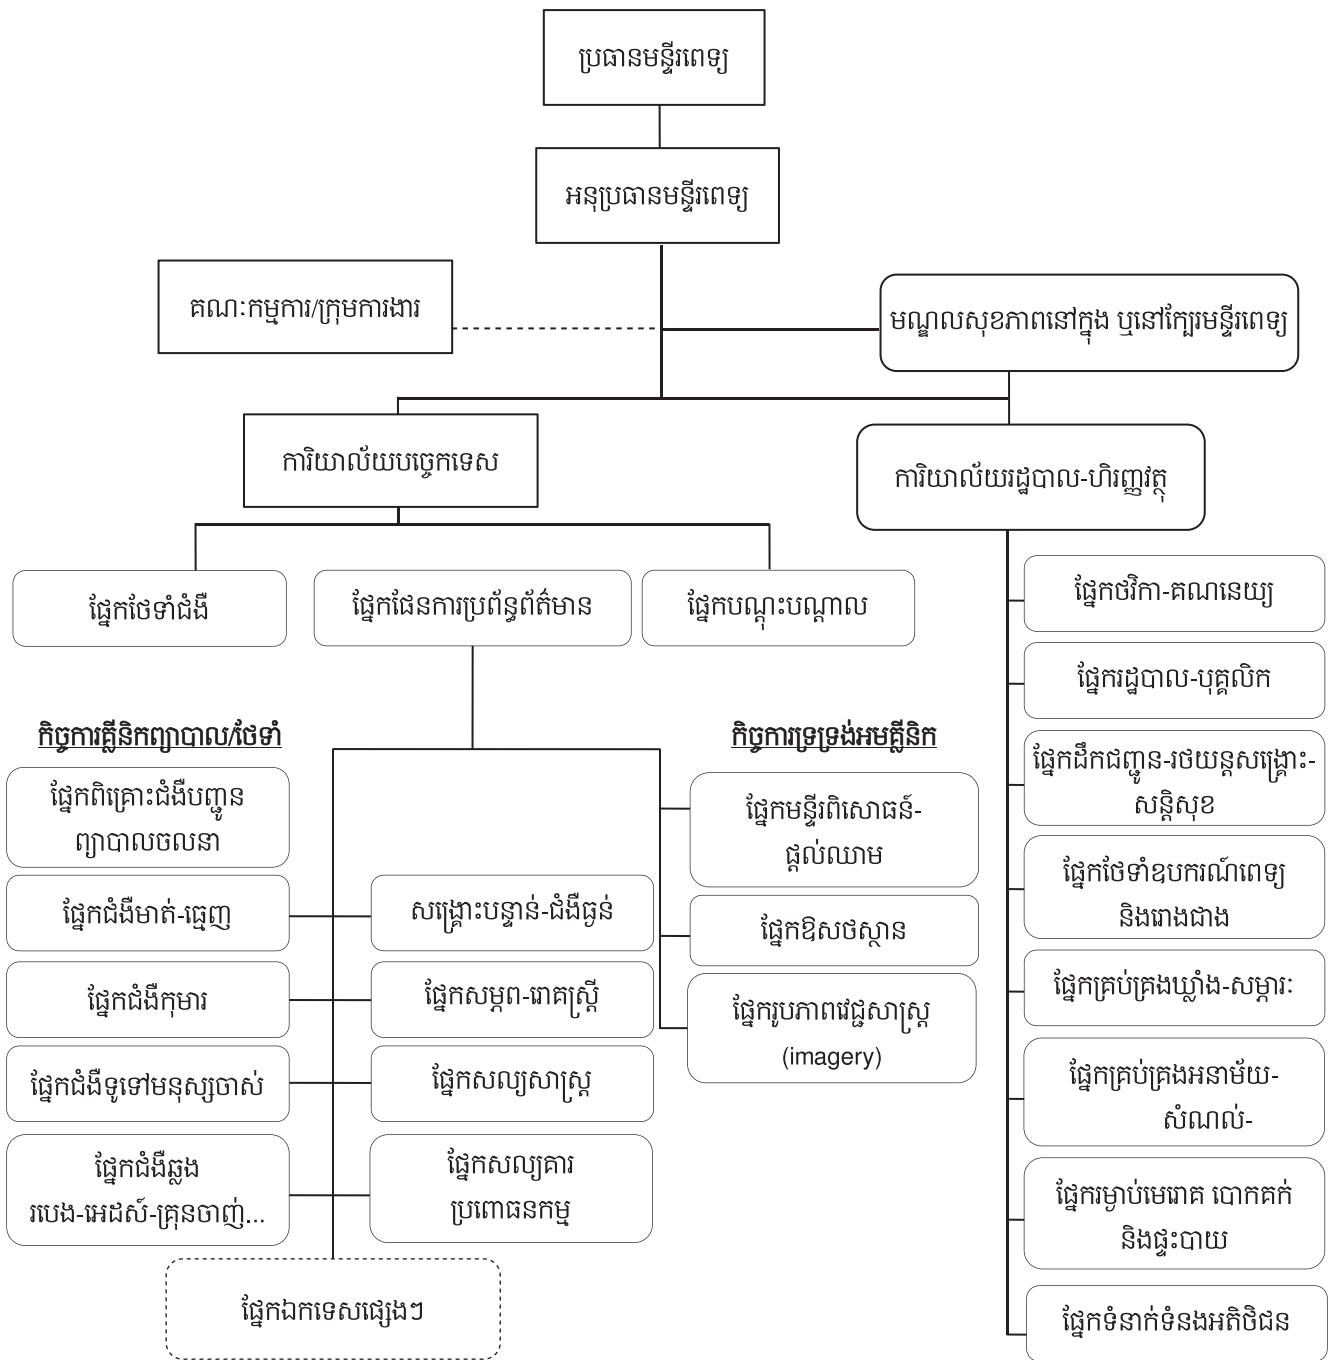 ប្រធានមន្ទីរពេទ្យ
អនុប្រធានមន្ទីរពេទ្យ
គណៈកម្មការ/ក្រុមការងារ
មណ្ឌលសុខភាពនៅក្នុង ឬនៅក្បែរមន្ទីរពេទ្យ
ការិយាល័យបច្ចេកទេស
ការិយាល័យរដ្ឋបាល-ហិរញ្ញវត្ថុ
ផ្នែកថែទាំជំងឺ
ផ្នែកផែនការប្រព័ន្ធព័ត៌មាន
ផ្នែកបណ្តុះបណ្តាល
កិច្ចការគ្លីនិកព្យាបាល/ថែទាំ
ផ្នែកពិគ្រោះជំងឺបញ្ជូន
ព្យាបាលចលនា
ផ្នែកជំងឺមាត់-ធ្មេញ
ផ្នែកជំងឺកុមារ
ផ្នែកជំងឺទូទៅមនុស្សចាស់
ផ្នែកជំងឺឆ្លង
របេង-អេដស៍-គ្រុនចាញ់...
សង្គ្រោះបន្ទាន់-ជំងឺធ្ងន់
ផ្នែកសម្ភព-រោគស្ត្រី
ផ្នែកសល្យសាស្ត្រ
ផ្នែកសល្យគារ
ប្រពោធនកម្ម
ផ្នែកឯកទេសផ្សេងៗ
កិច្ចការទ្រទ្រង់អមគ្លីនិក
ផ្នែកមន្ទីរពិសោធន៍-
ផ្តល់ឈាម
ផ្នែកឱសថស្ថាន
ផ្នែករូបភាពវេជ្ជសាស្ត្រ
(imagery)
ផ្នែកថវិកា-គណនេយ្យ
ផ្នែករដ្ឋបាល-បុគ្គលិក
ផ្នែកដឹកជញ្ជូន-រថយន្តសង្គ្រោះ-
សន្តិសុខ
ផ្នែកថែទាំឧបករណ៍ពេទ្យ
និងរោងជាង
ផ្នែកគ្រប់គ្រងឃ្លាំង-សម្ភារៈ
ផ្នែកគ្រប់គ្រងអនាម័យ-
សំណល់-
ផ្នែករម្ងាប់មេរោគ បោកគក់
និងផ្ទះបាយ
ផ្នែកទំនាក់ទំនងអតិថិជន